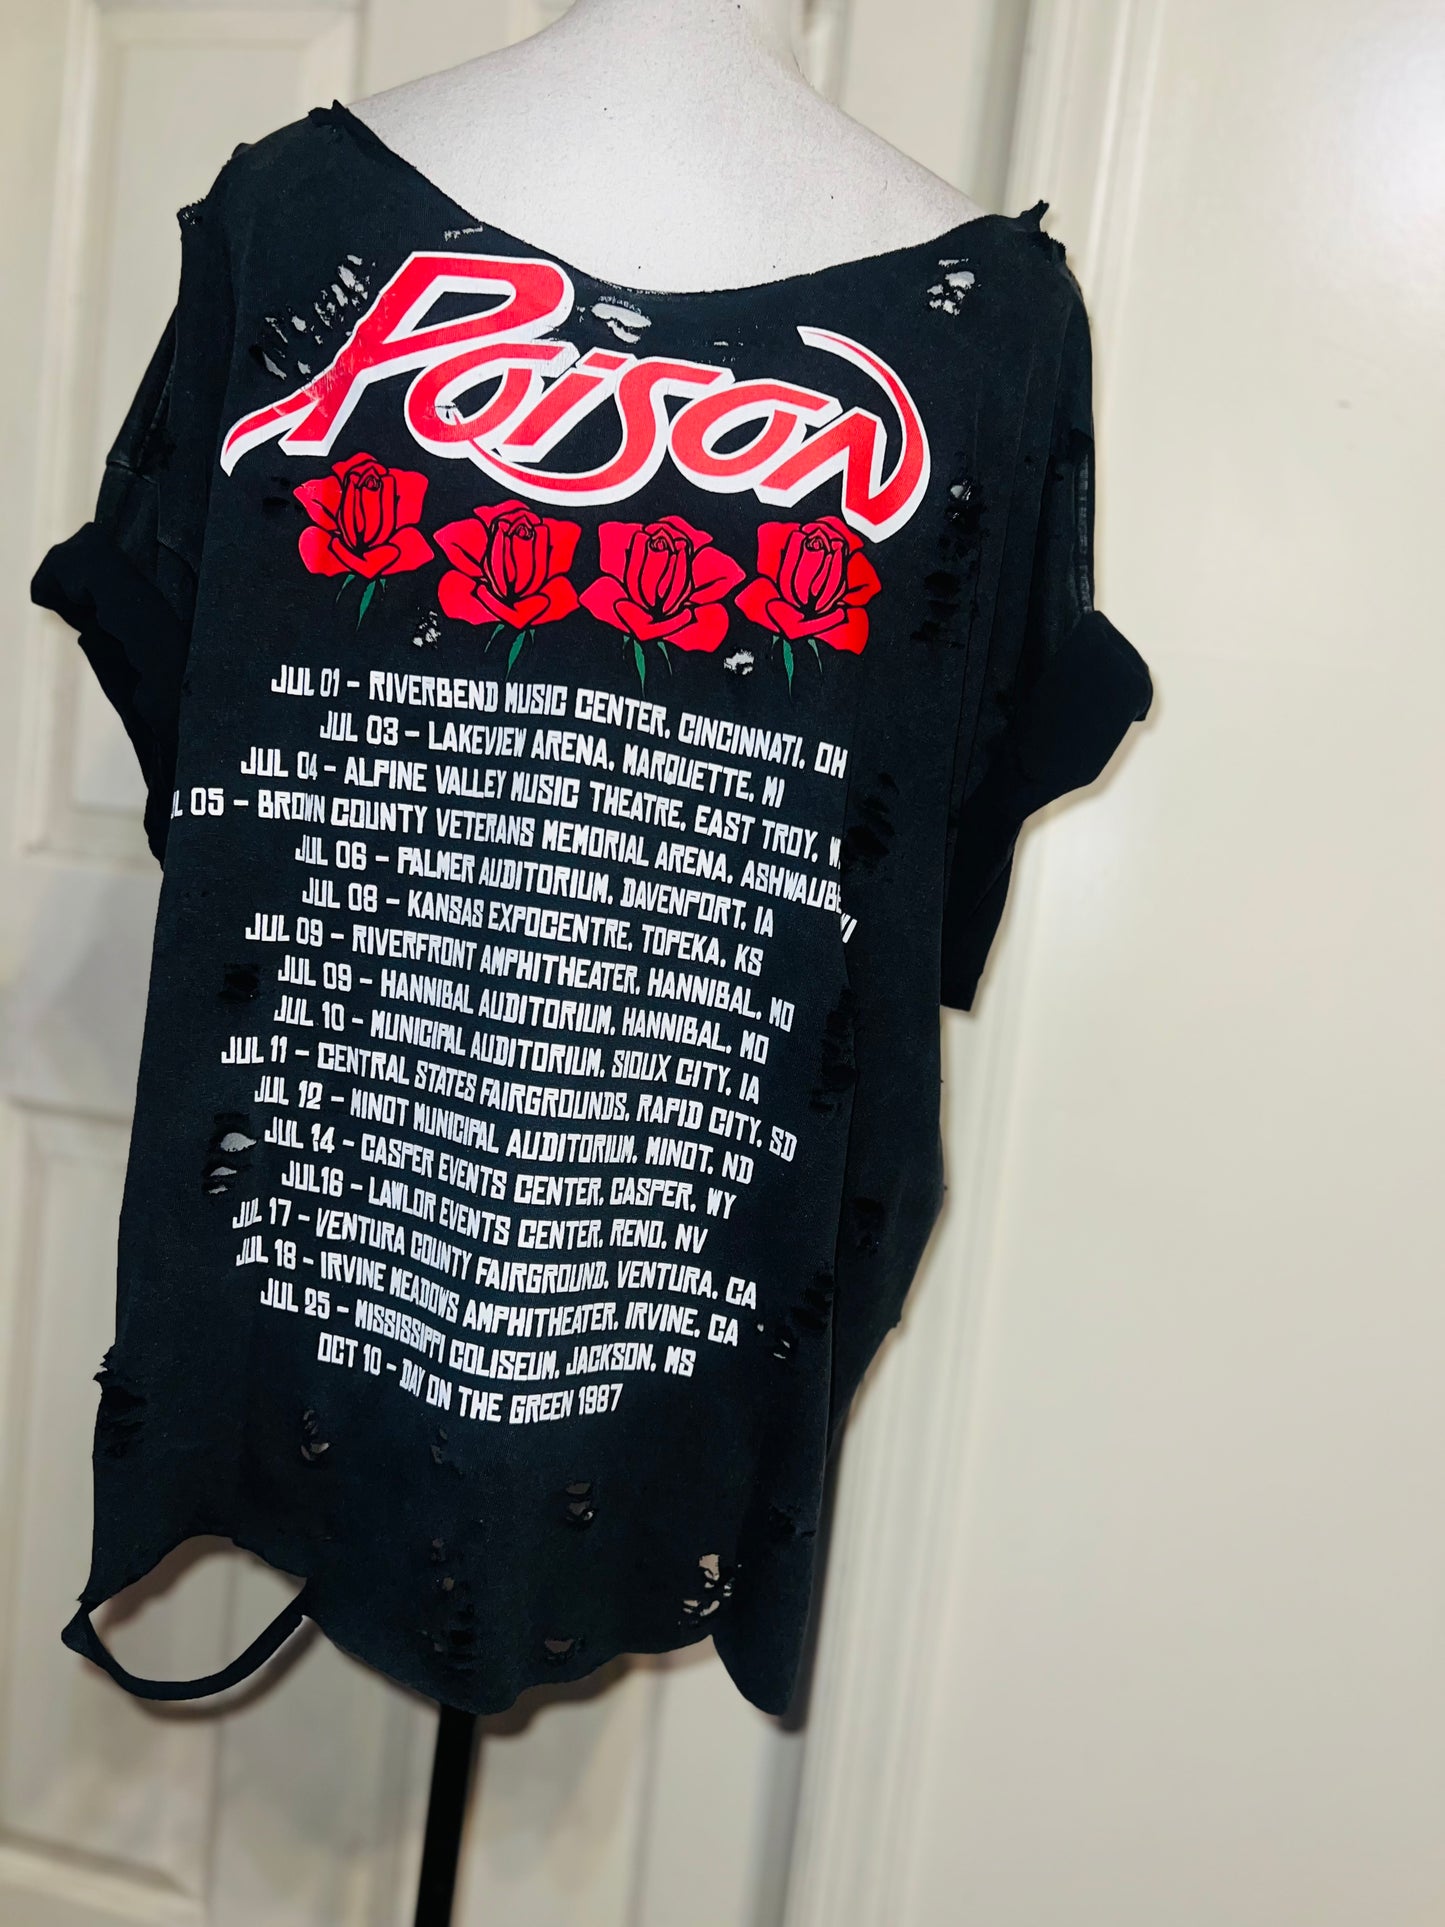 Poison
JUL 01 - RIVERBEND MUSIC CENTER, CINCINNATI, OH
JUL 03 - LAKEVIEW ARENA, MARQUETTE, MI
JUL 04 - ALPINE VALLEY MUSIC THEATRE, EAST TROY,
05 - BROWN COUNTY VETERANS MEMORIAL ARENA,
JUL 06 - PALMER AUDITORIUM, DAVENPORT, IA
JUL 08 - KANSAS EXPOCENTRE, TOPEKA, KS
JUL 09 - RIVERFRONT AMPHITHEATER, HANNIBAL, MO
JUL 09 - HANNIBAL AUDITORIUM, HANNIBAL, MO
JUL 10 - MUNICIPAL AUDITORIUM, SIOUX CITY, IA
JUL 11 - CENTRAL STATES FAIRGROUNDS, RAPID CITY, SD
JUL 12 - MINOT MUNICIPAL AUDITORIUM, MINOT, ND
JUL 14 - CASPER EVENTS CENTER, CASPER, WY
JUL16 - LAWLOR EVENTS CENTER, RENO, NV
JUL 17 - VENTURA COUNTY FAIRGROUND, VENTURA, CA
JUL 18 - IRVINE MEADOWS AMPHITHEATER, IRVINE, CA
JUL 25 - MISSISSIPPI COLISEUM, JACKSON, MS
OCT 10 - DAY ON THE GREEN 1987